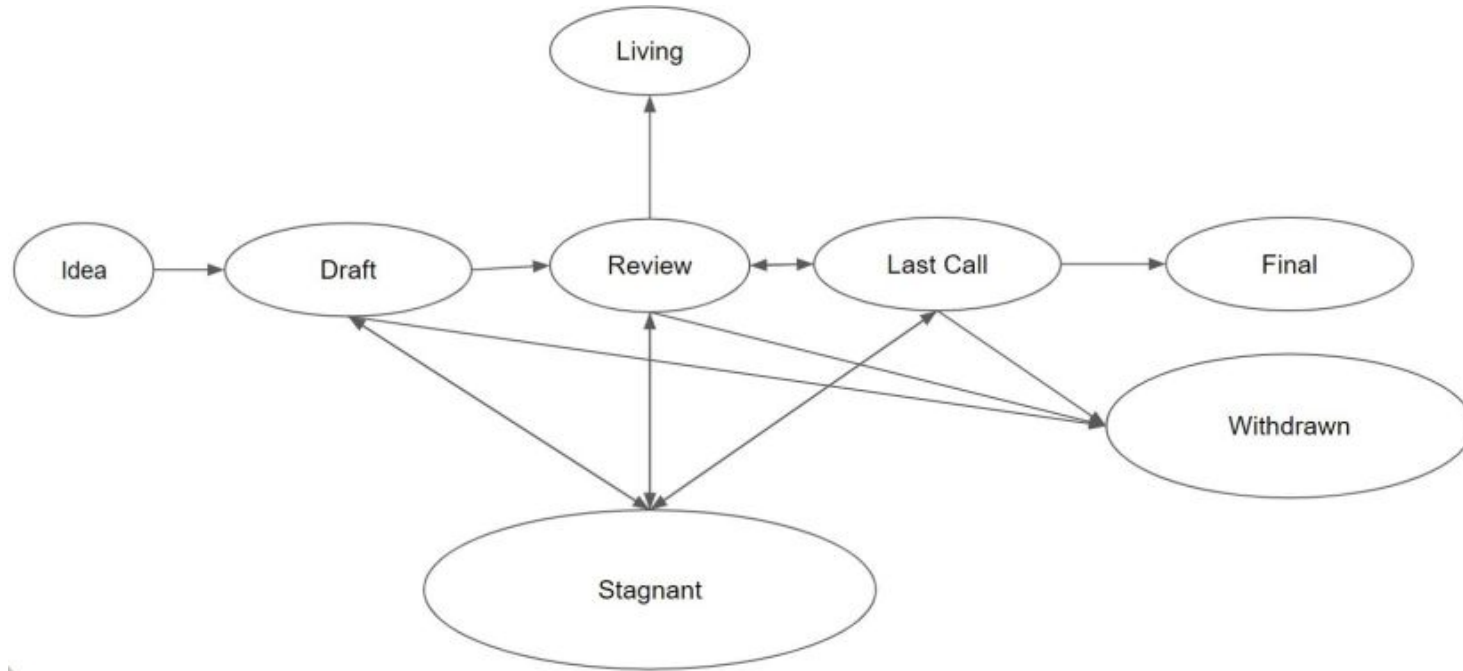 Living
Idea
Draft
Review
Last Call
Final
Withdrawn
Stagnant